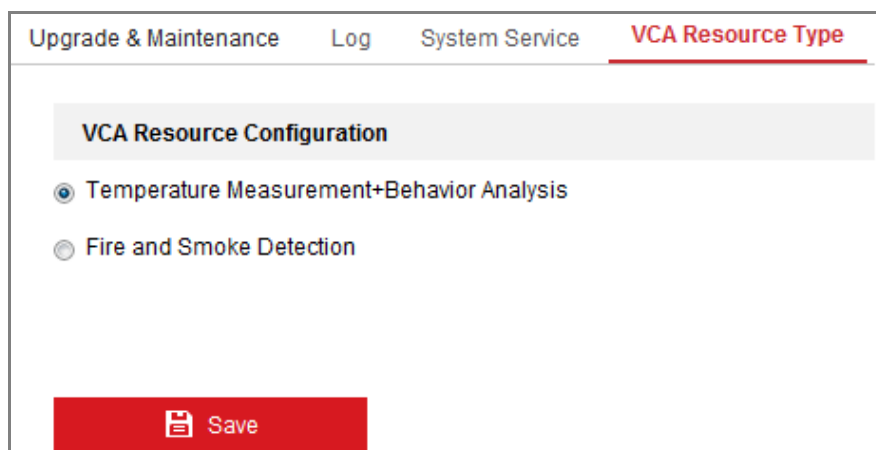 Upgrade & Maintenance Log System Service VCA Resource Type
VCA Resource Configuration
Temperature Measurement+Behavior Analysis
Fire and Smoke Detection
Save